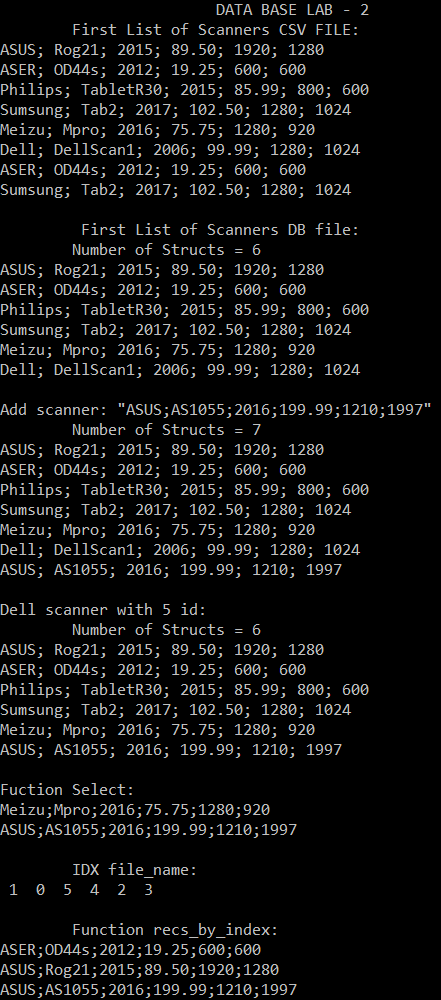 DATA BASE LAB - 2
First List of Scanners CSV FILE:
ASUS; Rog21; 2015; 89.50; 1920; 1280
ASER; OD44s; 2012; 19.25; 600; 600
Philips; TabletR30; 2015; 85.99; 800; 600
Sumsung; Tab2; 2017; 102.50; 1280; 1024
Meizu; Mpro; 2016; 75.75; 1280; 920
Dell; DellScan1; 2006; 99.99; 1280; 1024
ASER; OD44s; 2012; 19.25; 600; 600
Sumsung; Tab2; 2017; 102.50; 1280; 1024
First List of Scanners DB file:
Number of Structs = 6
ASUS; Rog21; 2015; 89.50; 1920; 1280
ASER; OD44s; 2012; 19.25; 600; 600
Philips; TabletR30; 2015; 85.99; 800; 600
Sumsung; Tab2; 2017; 102.50; 1280; 1024
Meizu; Mpro; 2016; 75.75; 1280; 920
Dell; DellScan1; 2006; 99.99; 1280; 1024
Add scanner: "ASUS;AS1055;2016;199.99;1210;1997"
Number of Structs = 7
ASUS; Rog21; 2015; 89.50; 1920; 1280
ASER; OD44s; 2012; 19.25; 600; 600
Philips; TabletR30; 2015; 85.99; 800; 600
Sumsung; Tab2; 2017; 102.50; 1280; 1024
Meizu; Mpro; 2016; 75.75; 1280; 920
Dell; DellScan1; 2006; 99.99; 1280; 1024
ASUS; AS1055; 2016; 199.99; 1210; 1997
Dell scanner with 5 id:
Number of Structs = 6
ASUS; Rog21; 2015; 89.50; 1920; 1280
ASER; OD44s; 2012; 19.25; 600; 600
Philips; TabletR30; 2015; 85.99; 800; 600
Sumsung; Tab2; 2017; 102.50; 1280; 1024
Meizu; Mpro; 2016; 75.75; 1280; 920
ASUS; AS1055; 2016; 199.99; 1210; 1997
Fuction Select:
Meizu;Mpro;2016;75.75;1280;920
ASUS;AS1055;2016;199.99;1210;1997
IDX file_name:
1 0 5 4 2 3
Function recs_by_index:
ASER;OD44s;2012;19.25;600;600
ASUS;Rog21;2015;89.50;1920;1280
ASUS;AS1055;2016;199.99;1210;1997